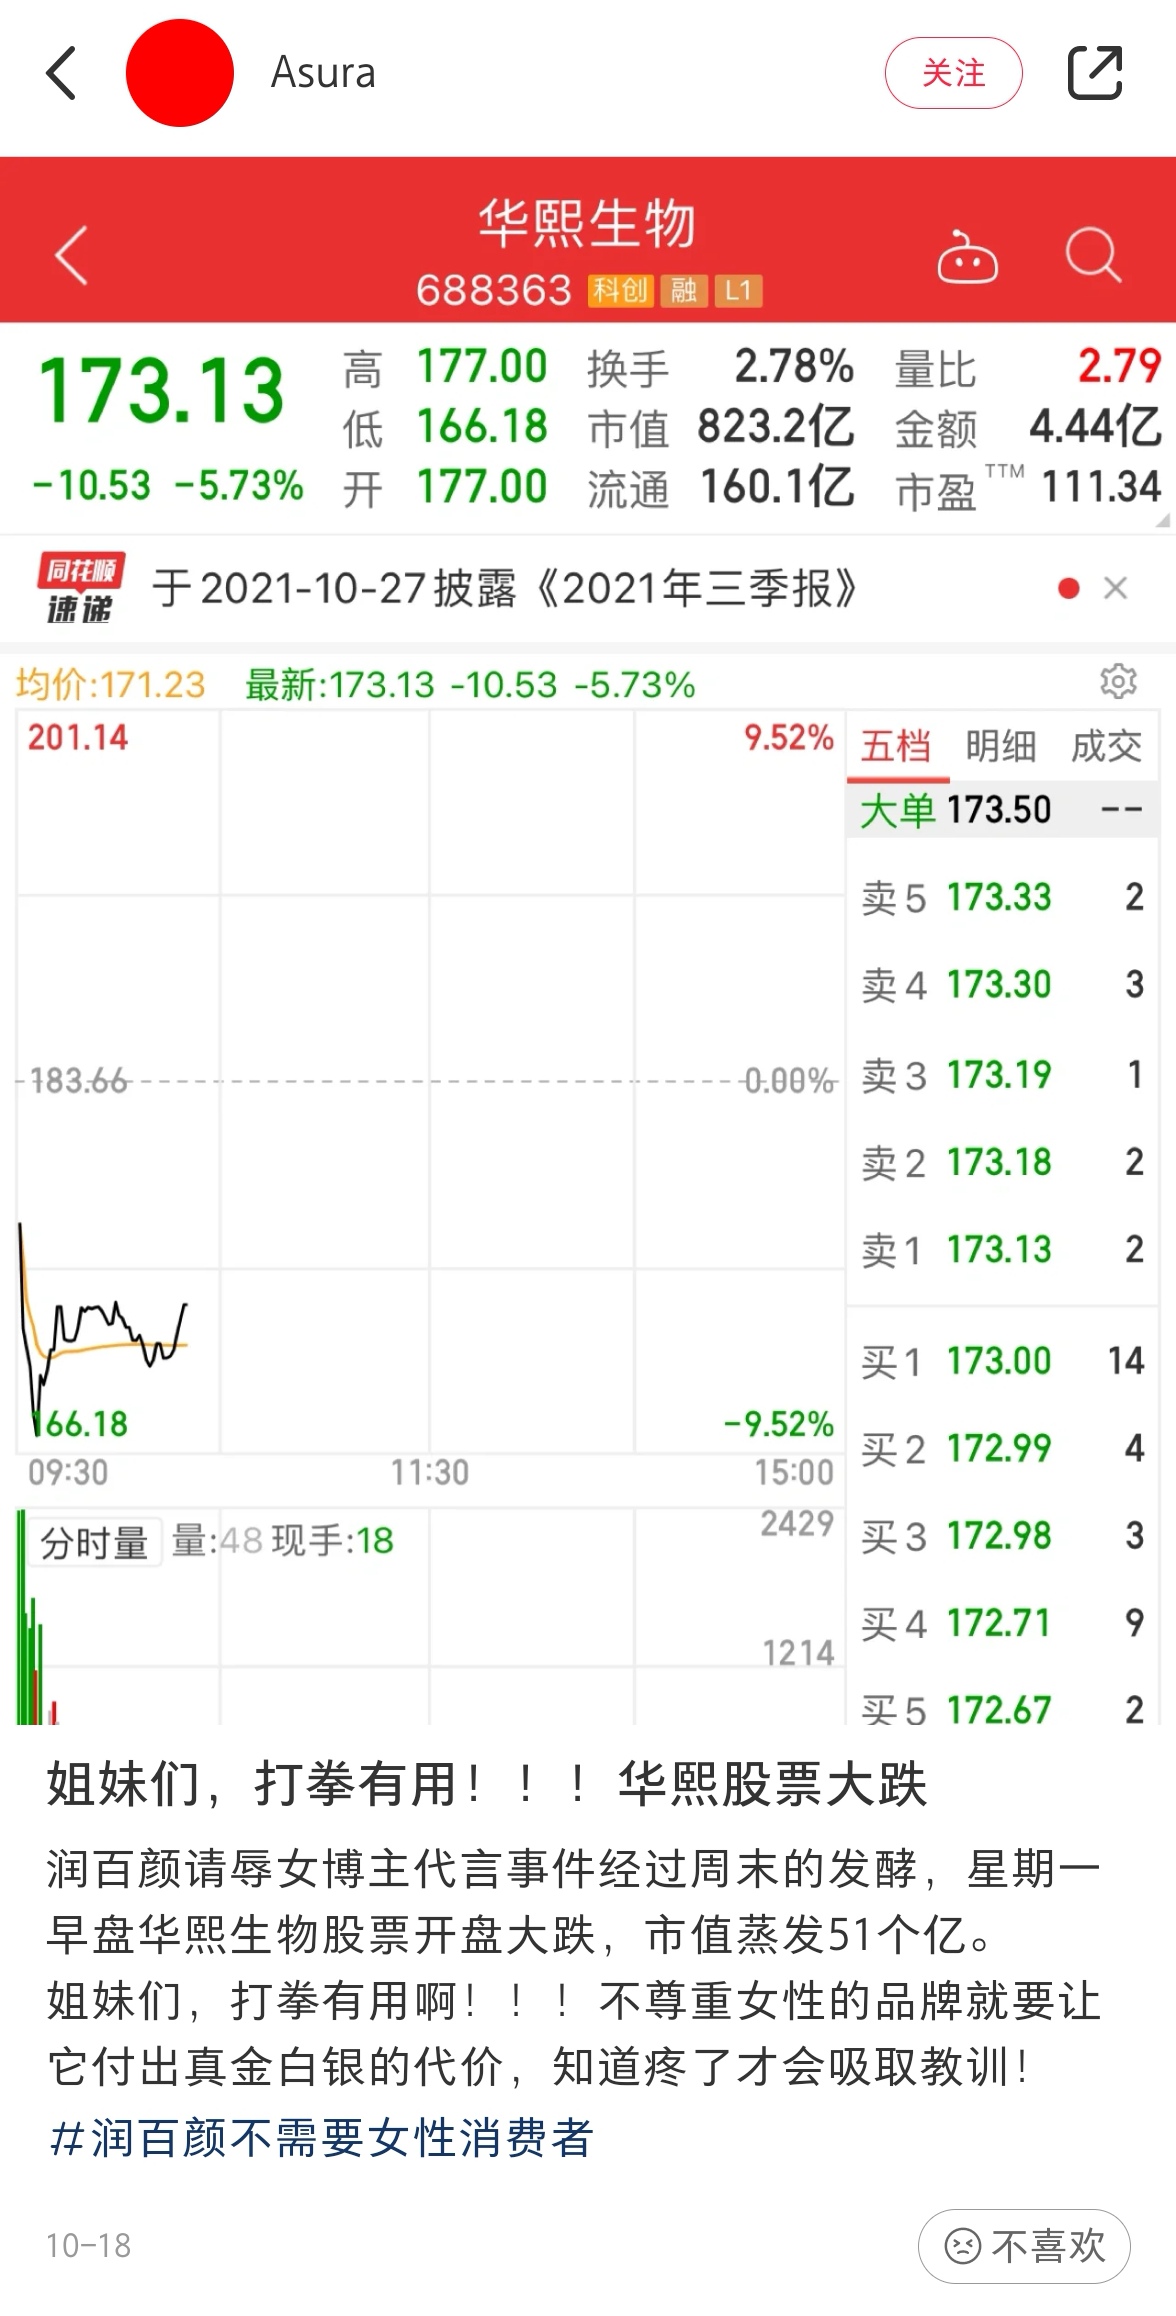 Asura
关注
华熙生物
688363 科创 融 L1
173.13
-10.53 -5.73%
高 177.00 换手 2.78% 量比 2.79
低 166.18 市值 823.2亿 金额 4.44亿
开 177.00 流通 160.1亿 市盈TTM 111.34
同花顺
速递
于2021-10-27披露《2021年三季报》
均价:171.23 最新:173.13 -10.53 -5.73%
201.14 9.52%
183.66 0.00%
166.18 -9.52%
09:30 11:30 15:00
分时量 量:48 现手:18 2429
1214
五档 明细 成交
大单 173.50 --
卖5 173.33 2
卖4 173.30 3
卖3 173.19 1
卖2 173.18 2
卖1 173.13 2
买1 173.00 14
买2 172.99 4
买3 172.98 3
买4 172.71 9
买5 172.67 2
姐妹们，打拳有用！！！华熙股票大跌
润百颜请辱女博主代言事件经过周末的发酵，星期一
早盘华熙生物股票开盘大跌，市值蒸发51个亿。
姐妹们，打拳有用啊！！！不尊重女性的品牌就要让
它付出真金白银的代价，知道疼了才会吸取教训！
#润百颜不需要女性消费者
10-18
不喜欢